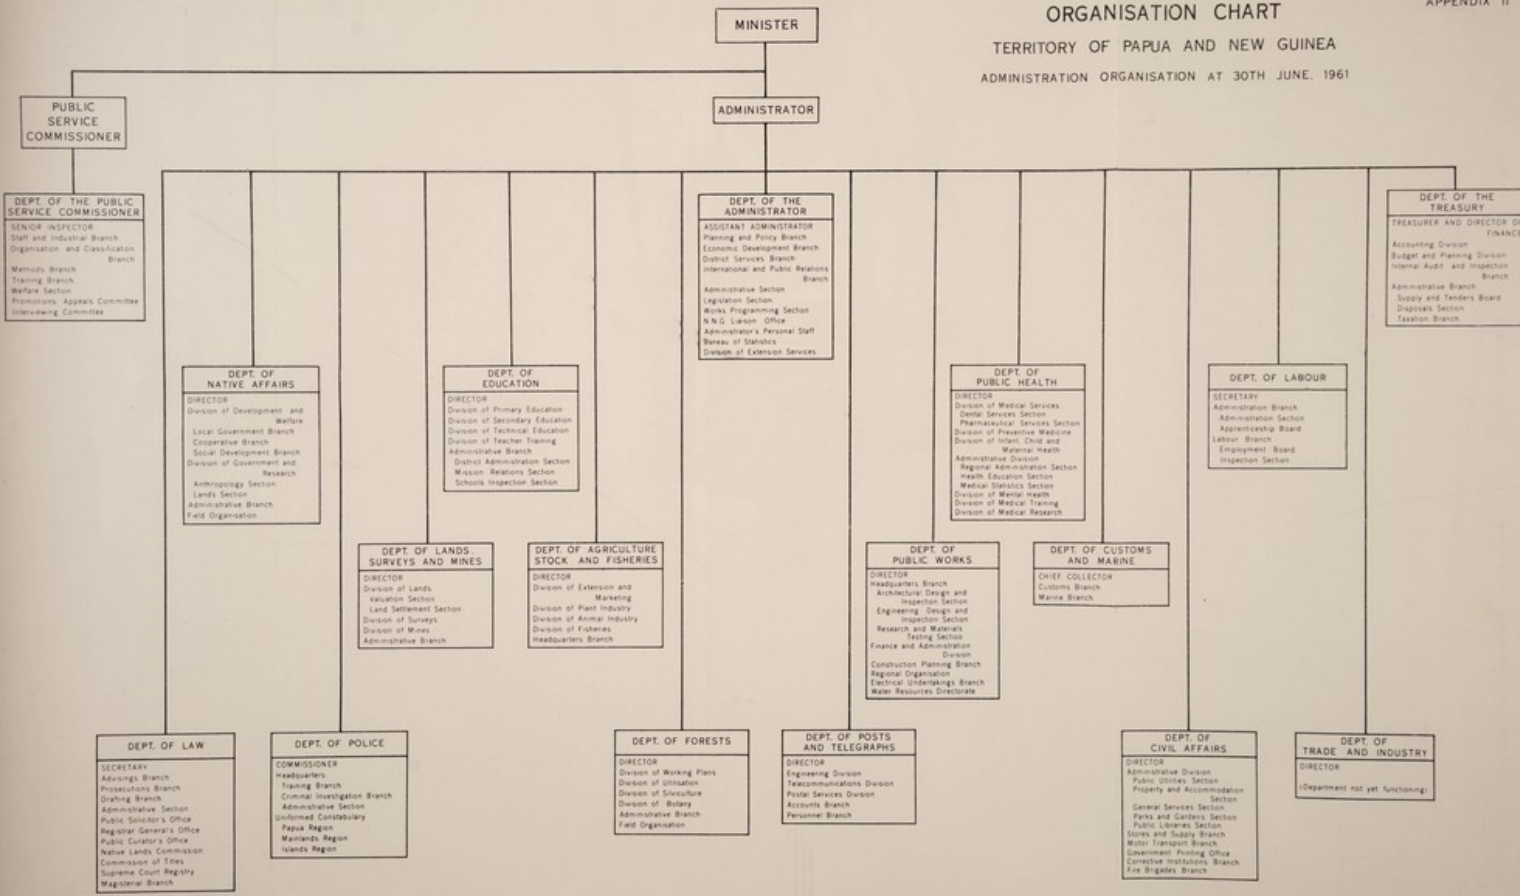 APPENDIX II
ORGANISATION CHART
TERRITORY OF PAPUA AND NEW GUINEA
ADMINISTRATION ORGANISATION AT 30TH JUNE, 1961
MINISTER
PUBLIC
SERVICE
COMMISSIONER
ADMINISTRATOR
DEPT. OF THE PUBLIC
SERVICE COMMISSIONER
SENIOR INSPECTOR
Staff and Industrial Branch
Organisation and Classification
Branch
Methods Branch
Training Branch
Welfare Section
Promotions Appeals Committee
Interviewing Committee
DEPT. OF THE
ADMINISTRATOR
ASSISTANT ADMINISTRATOR
Planning and Policy Branch
Economic Development Branch
District Services Branch
International and Public Relations
Branch
Administrative Section
Legislation Section
Works Programming Section
N.N.G. Liaison Office
Administrator's Personal Staff
Bureau of Statistics
Division of Extension Services
DEPT. OF THE
TREASURY
TREASURER AND DIRECTOR OF
FINANCE
Accounting Division
Budget and Planning Division
Internal Audit and Inspection
Branch
Administrative Branch
Supply and Tenders Board
Disposals Section
Taxation Branch
DEPT. OF
NATIVE AFFAIRS
DIRECTOR
Division of Development and
Welfare
Local Government Branch
Cooperative Branch
Social Development Branch
Division of Government and
Research
Anthropology Section
Lands Section
Administrative Branch
Field Organisation
DEPT. OF
EDUCATION
DIRECTOR
Division of Primary Education
Division of Secondary Education
Division of Technical Education
Division of Teacher Training
Administrative Branch
District Administration Section
Mission Relations Section
Schools Inspection Section
DEPT. OF
PUBLIC HEALTH
DIRECTOR
Division of Medical Services
Dental Services Section
Pharmaceutical Services Section
Division of Preventive Medicine
Division of Infant Child and
Maternal Health
Administrative Division
Regional Administration Section
Health Education Section
Medical Statistics Section
Division of Mental Health
Division of Medical Training
Division of Medical Research
DEPT. OF LABOUR
SECRETARY
Administration Branch
Administration Section
Apprenticeship Board
Labour Branch
Employment Board
Inspection Section
DEPT. OF LANDS,
SURVEYS AND MINES
DIRECTOR
Division of Lands
Valuation Section
Land Settlement Section
Division of Surveys
Division of Mines
Administrative Branch
DEPT. OF AGRICULTURE
STOCK AND FISHERIES
DIRECTOR
Division of Extension and
Marketing
Division of Plant Industry
Division of Animal Industry
Division of Fisheries
Headquarters Branch
DEPT. OF
PUBLIC WORKS
DIRECTOR
Headquarters Branch
Architectural Design and
Inspection Section
Engineering Design and
Inspection Section
Research and Materials
Testing Section
Finance and Administration
Division
Construction Planning Branch
Regional Organisation
Electrical Undertakings Branch
Water Resources Directorate
DEPT. OF CUSTOMS
AND MARINE
CHIEF COLLECTOR
Customs Branch
Marine Branch
DEPT. OF LAW
SECRETARY
Advisings Branch
Prosecutions Branch
Drafting Branch
Administrative Section
Public Solicitor's Office
Registrar General's Office
Public Curator's Office
Native Lands Commission
Commission of Titles
Supreme Court Registry
Magisterial Branch
DEPT. OF POLICE
COMMISSIONER
Headquarters
Training Branch
Criminal Investigation Branch
Administrative Section
Uniformed Constabulary
Papua Region
Mainlands Region
Islands Region
DEPT. OF FORESTS
DIRECTOR
Division of Working Plans
Division of Utilisation
Division of Silviculture
Division of Botany
Administrative Branch
Field Organisation
DEPT. OF POSTS
AND TELEGRAPHS
DIRECTOR
Engineering Division
Telecommunications Division
Postal Services Division
Accounts Branch
Personnel Branch
DEPT. OF
CIVIL AFFAIRS
DIRECTOR
Administrative Division
Public Utilities Section
Property and Accommodation
Section
General Services Section
Parks and Gardens Section
Public Libraries Section
Stores and Supply Branch
Motor Transport Branch
Government Printing Office
Corrective Institutions Branch
Fire Brigades Branch
DEPT. OF
TRADE AND INDUSTRY
DIRECTOR
(Department not yet functioning)